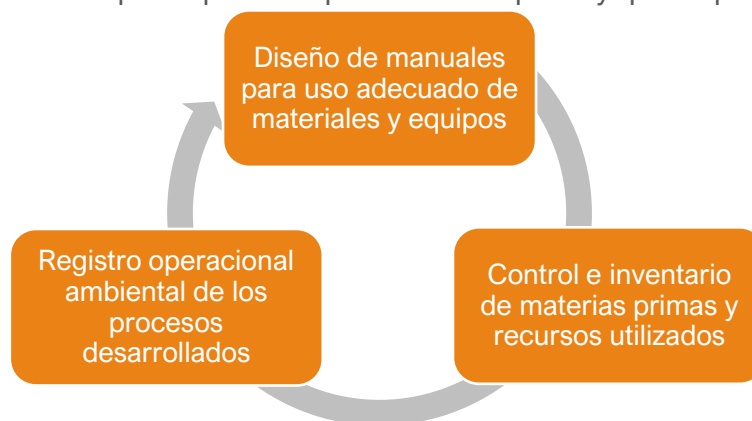 Diseño de manuales
para uso adecuado de
materiales y equipos
Control e inventario
de materias primas y
recursos utilizados
Registro operacional
ambiental de los
procesos
desarrollados